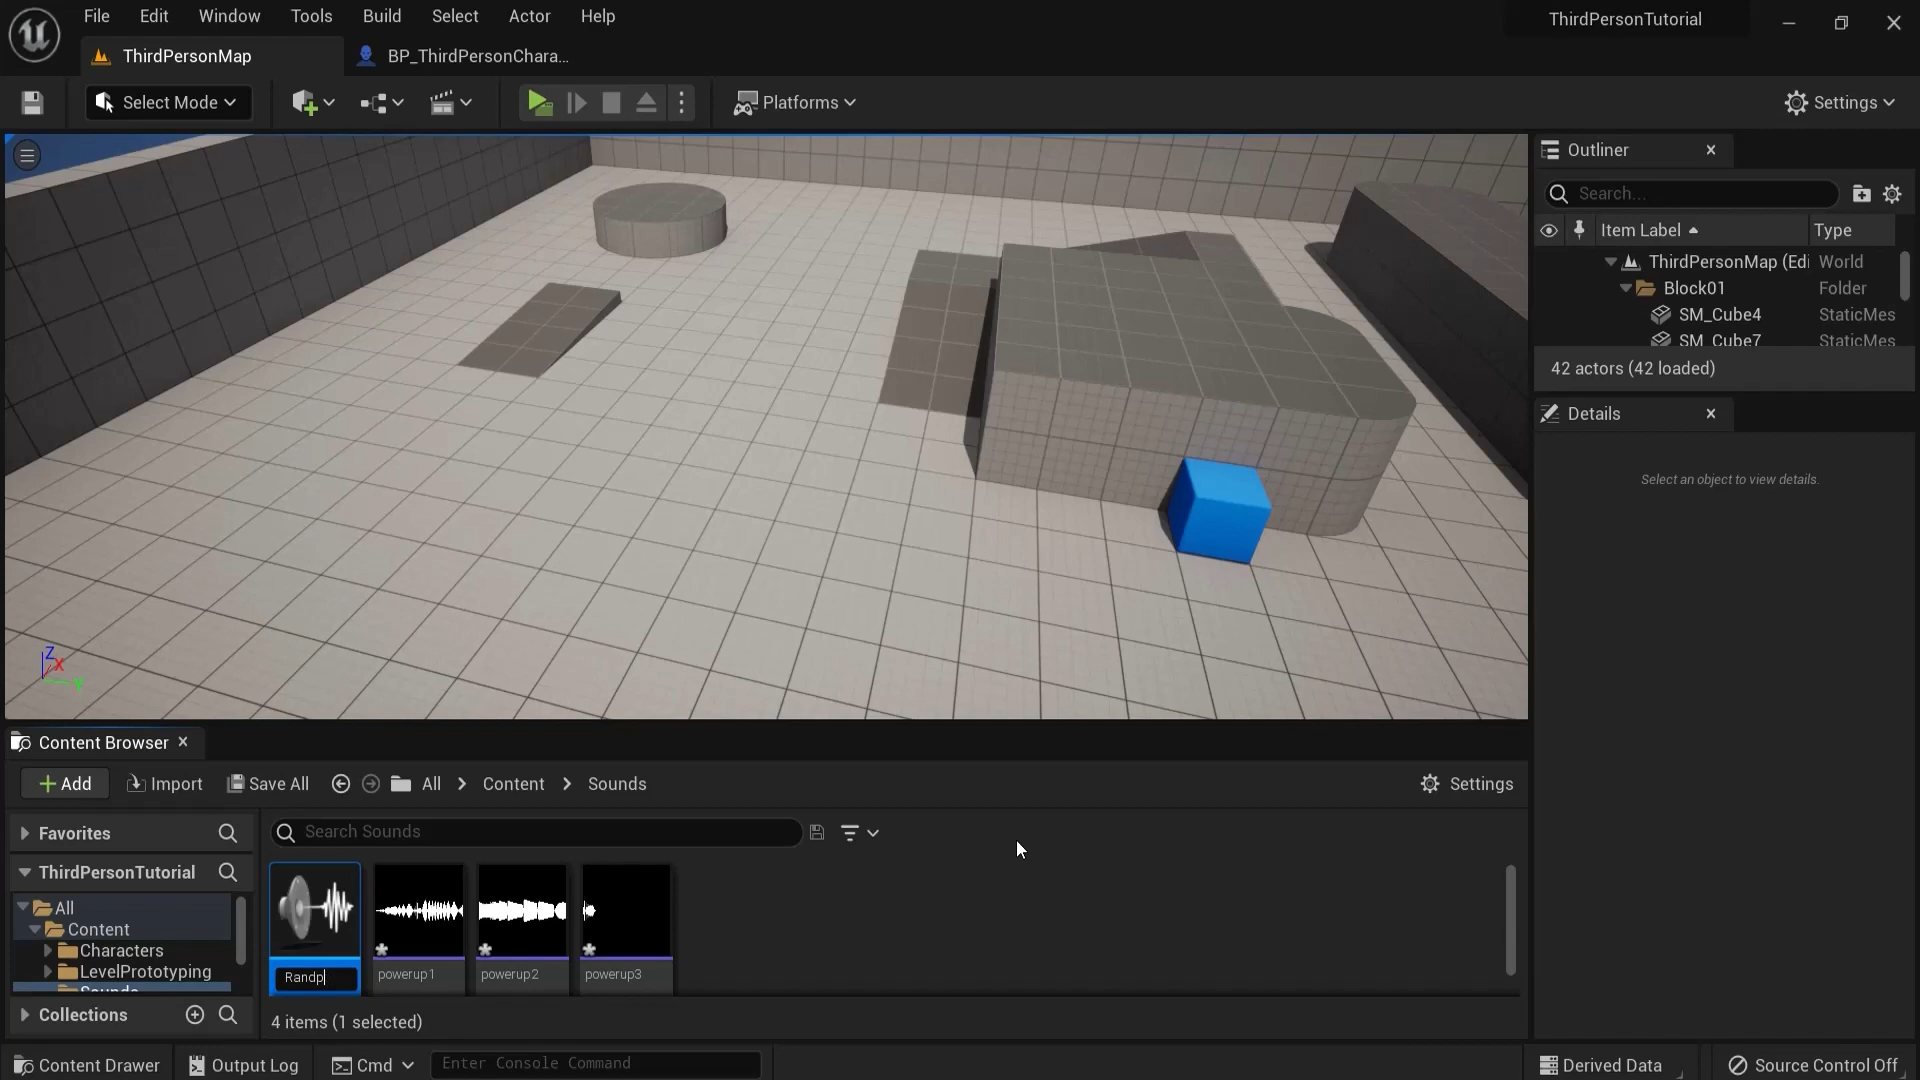 File Edit Window Tools Build Select Actor Help
ThirdPersonTutorial
ThirdPersonMap
BP_ThirdPersonChara...
Select Mode
Platforms
Settings
Outliner
Search...
Item Label Type
ThirdPersonMap (Edi World
Block01 Folder
SM_Cube4 StaticMes
SM_Cube7 StaticMes
42 actors (42 loaded)
Details
Select an object to view details.
Z
X
Y
Content Browser
Add Import Save All All Content Sounds Settings
Favorites
Search Sounds
ThirdPersonTutorial
All
Content
Characters
LevelPrototyping
Sounds
Randp powerup1 powerup2 powerup3
Collections
4 items (1 selected)
Content Drawer Output Log Cmd Enter Console Command Derived Data Source Control Off